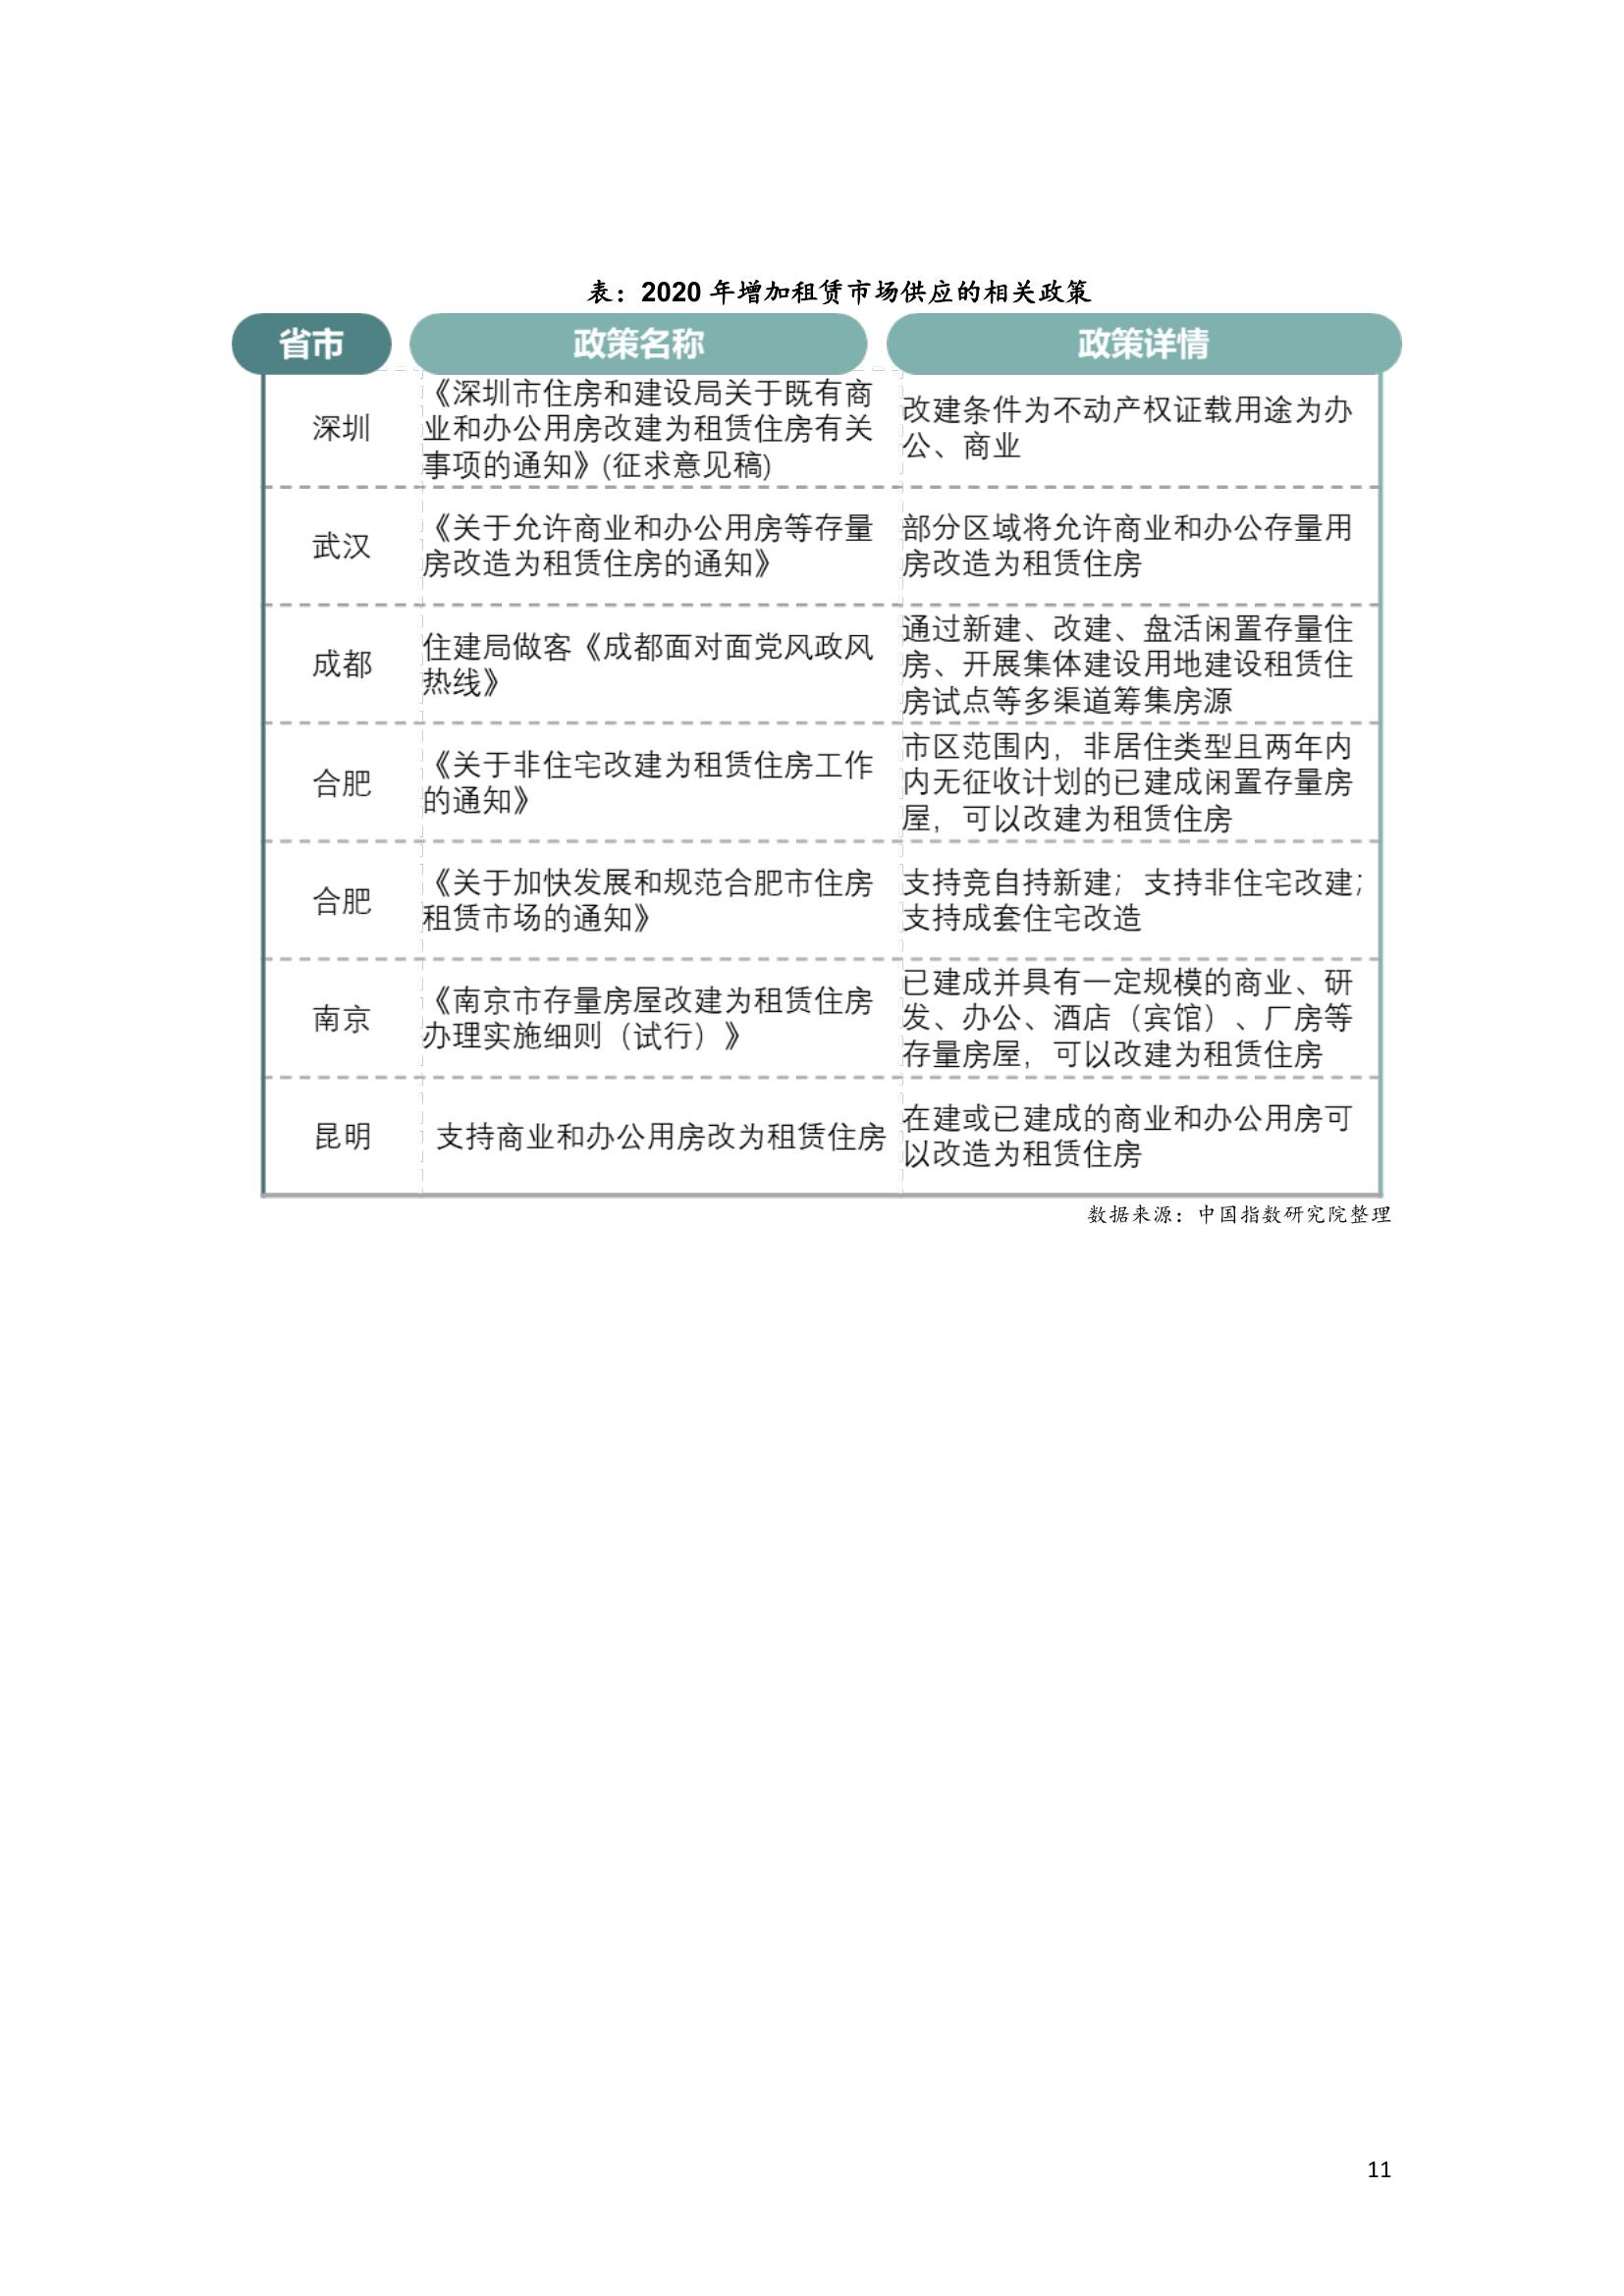 表：2020 年增加租赁市场供应的相关政策
省市 政策名称 政策详情
深圳
《深圳市住房和建设局关于既有商
业和办公用房改建为租赁住房有关
事项的通知》(征求意见稿)
改建条件为不动产权证载用途为办
公、商业
武汉
《关于允许商业和办公用房等存量
房改造为租赁住房的通知》
部分区域将允许商业和办公存量用
房改造为租赁住房
成都
住建局做客《成都面对面党风政风
热线》
通过新建、改建、盘活闲置存量住
房、开展集体建设用地建设租赁住
房试点等多渠道筹集房源
合肥
《关于非住宅改建为租赁住房工作
的通知》
市区范围内，非居住类型且两年内
内无征收计划的已建成闲置存量房
屋，可以改建为租赁住房
合肥
《关于加快发展和规范合肥市住房
租赁市场的通知》
支持竞自持新建；支持非住宅改建；
支持成套住宅改造
南京
《南京市存量房屋改建为租赁住房
办理实施细则（试行）》
已建成并具有一定规模的商业、研
发、办公、酒店（宾馆）、厂房等
存量房屋，可以改建为租赁住房
昆明
支持商业和办公用房改为租赁住房
在建或已建成的商业和办公用房可
以改造为租赁住房
数据来源：中国指数研究院整理
11